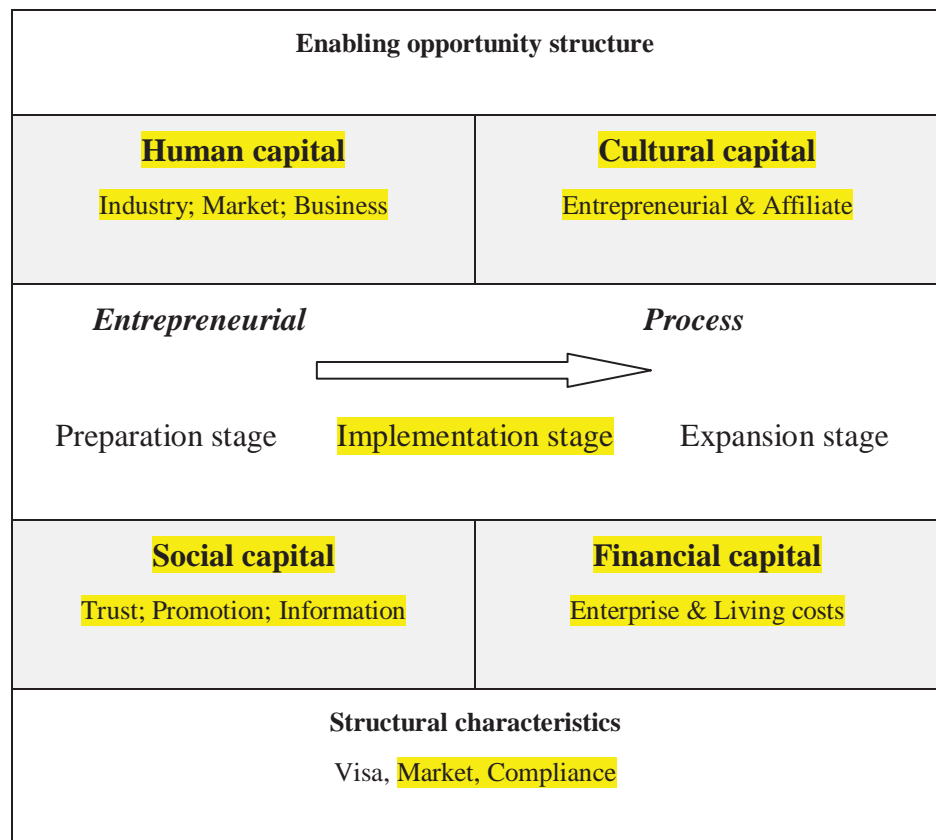 Enabling opportunity structure
Human capital
Industry; Market; Business
Cultural capital
Entrepreneurial & Affiliate
Entrepreneurial Process
Preparation stage Implementation stage Expansion stage
Social capital
Trust; Promotion; Information
Financial capital
Enterprise & Living costs
Structural characteristics
Visa, Market, Compliance